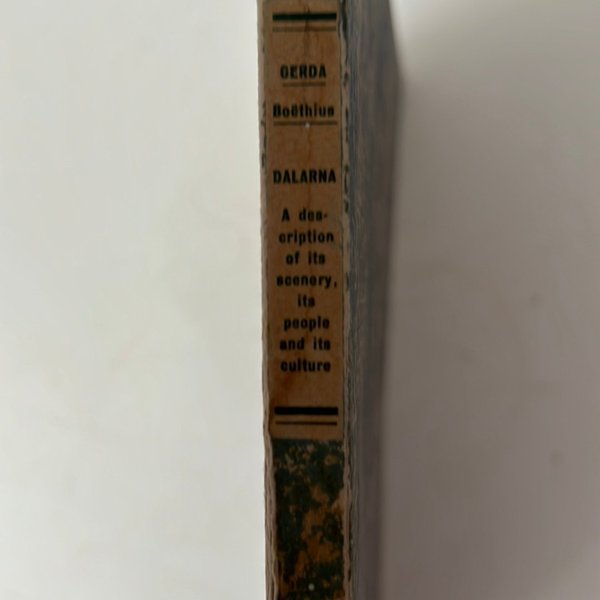 GERDA
Boëthius
DALARNA
A des-
cription
of its
scenery,
its
people
and its
culture